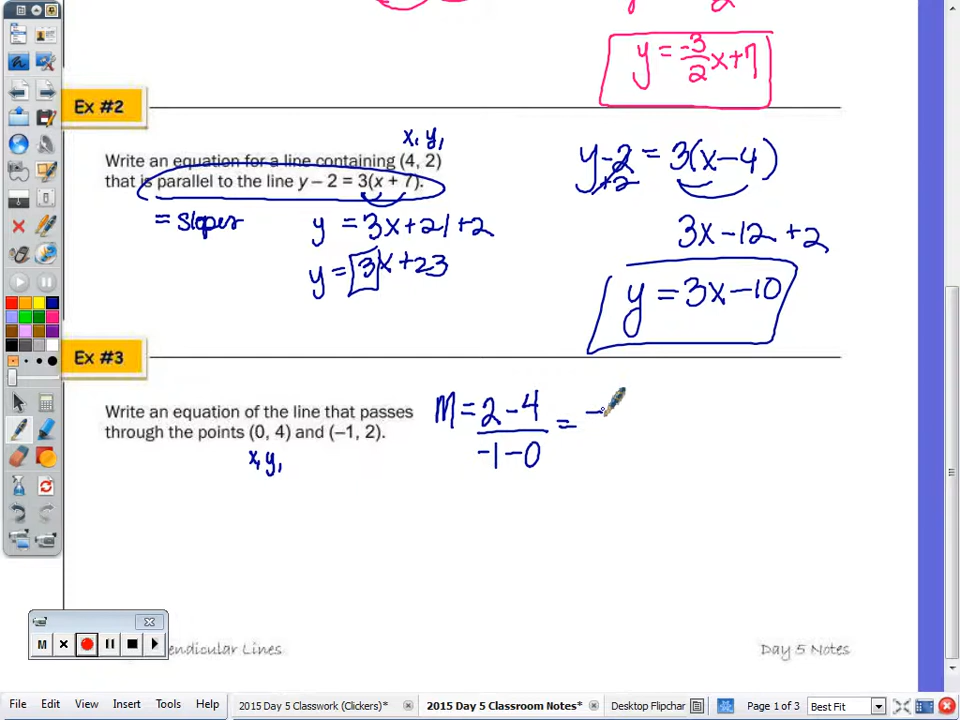 y = -3/2 x + 7
Ex #2
x₁ y₁
Write an equation for a line containing (4, 2)
that is parallel to the line y – 2 = 3(x + 7).
= slopes
y = 3x + 21 + 2
y = 3x + 23
y - 2 = 3(x - 4)
+2
3x - 12 + 2
y = 3x - 10
Ex #3
Write an equation of the line that passes
through the points (0, 4) and (–1, 2).
x₁ y₁
M = 2 - 4 / -1 - 0 = -
endicular Lines
Day 5 Notes
File Edit View Insert Tools Help 2015 Day 5 Classwork (Clickers)* 2015 Day 5 Classroom Notes* Desktop Flipchar Page 1 of 3 Best Fit